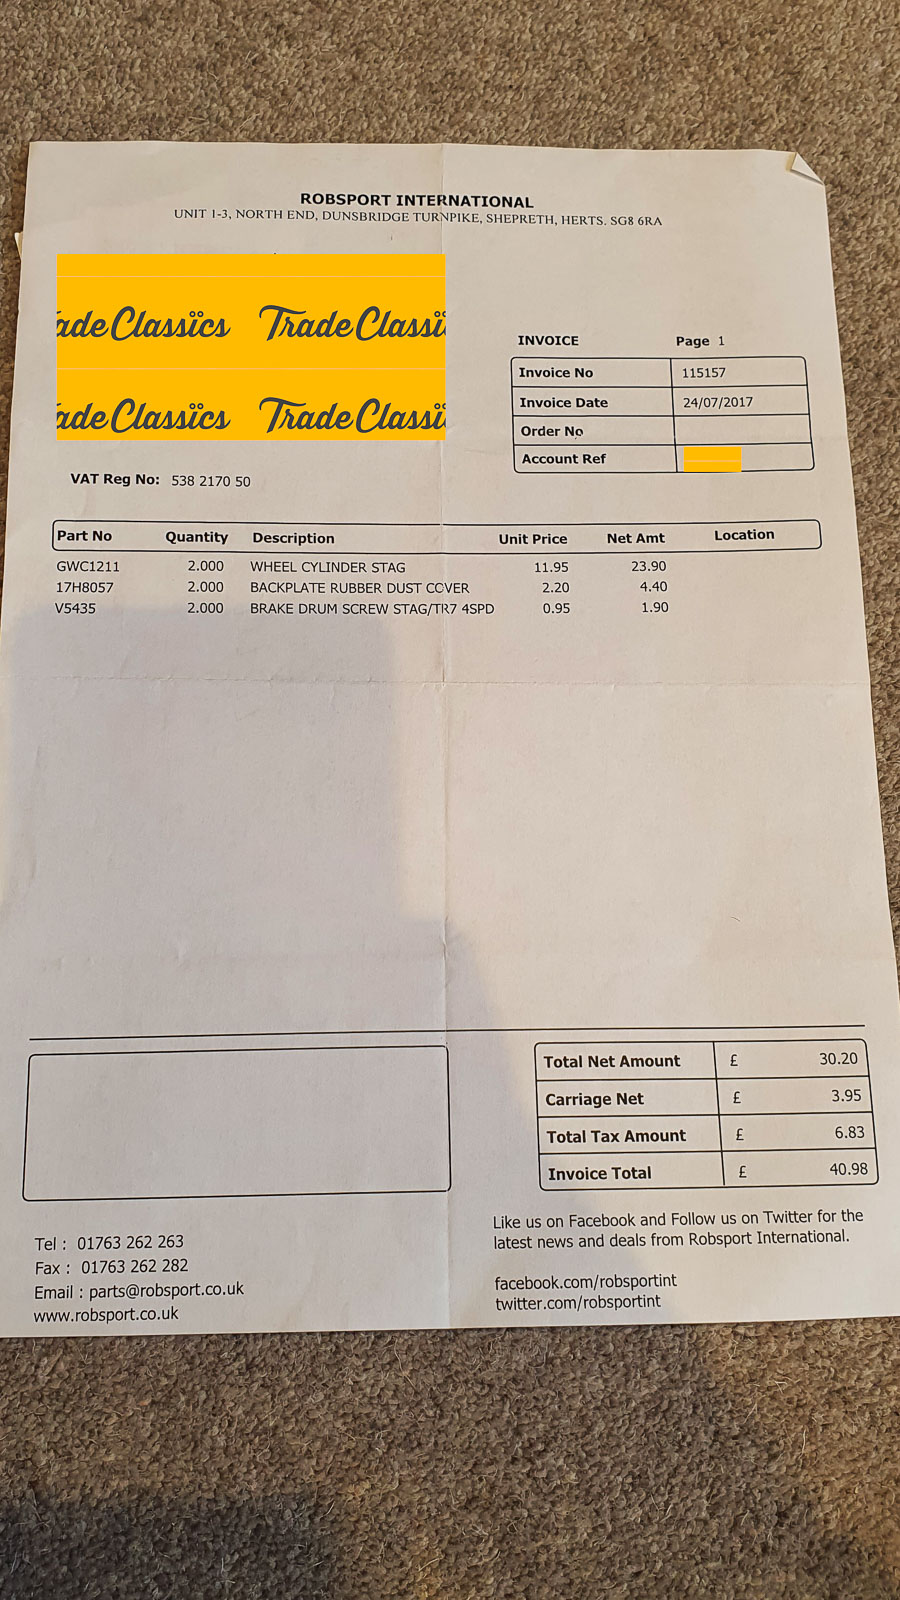 ROBSPORT INTERNATIONAL
UNIT 1-3, NORTH END, DUNSBRIDGE TURNPIKE, SHEPRETH, HERTS. SG8 6RA
ade Classics Trade Classi
ade Classics Trade Classi
INVOICE Page 1
Invoice No 115157
Invoice Date 24/07/2017
Order No
Account Ref
VAT Reg No: 538 2170 50
Part No Quantity Description Unit Price Net Amt Location
GWC1211 2.000 WHEEL CYLINDER STAG 11.95 23.90
17H8057 2.000 BACKPLATE RUBBER DUST COVER 2.20 4.40
V5435 2.000 BRAKE DRUM SCREW STAG/TR7 4SPD 0.95 1.90
Total Net Amount £ 30.20
Carriage Net £ 3.95
Total Tax Amount £ 6.83
Invoice Total £ 40.98
Tel : 01763 262 263
Fax : 01763 262 282
Email : parts@robsport.co.uk
www.robsport.co.uk
Like us on Facebook and Follow us on Twitter for the
latest news and deals from Robsport International.
facebook.com/robsportint
twitter.com/robsportint